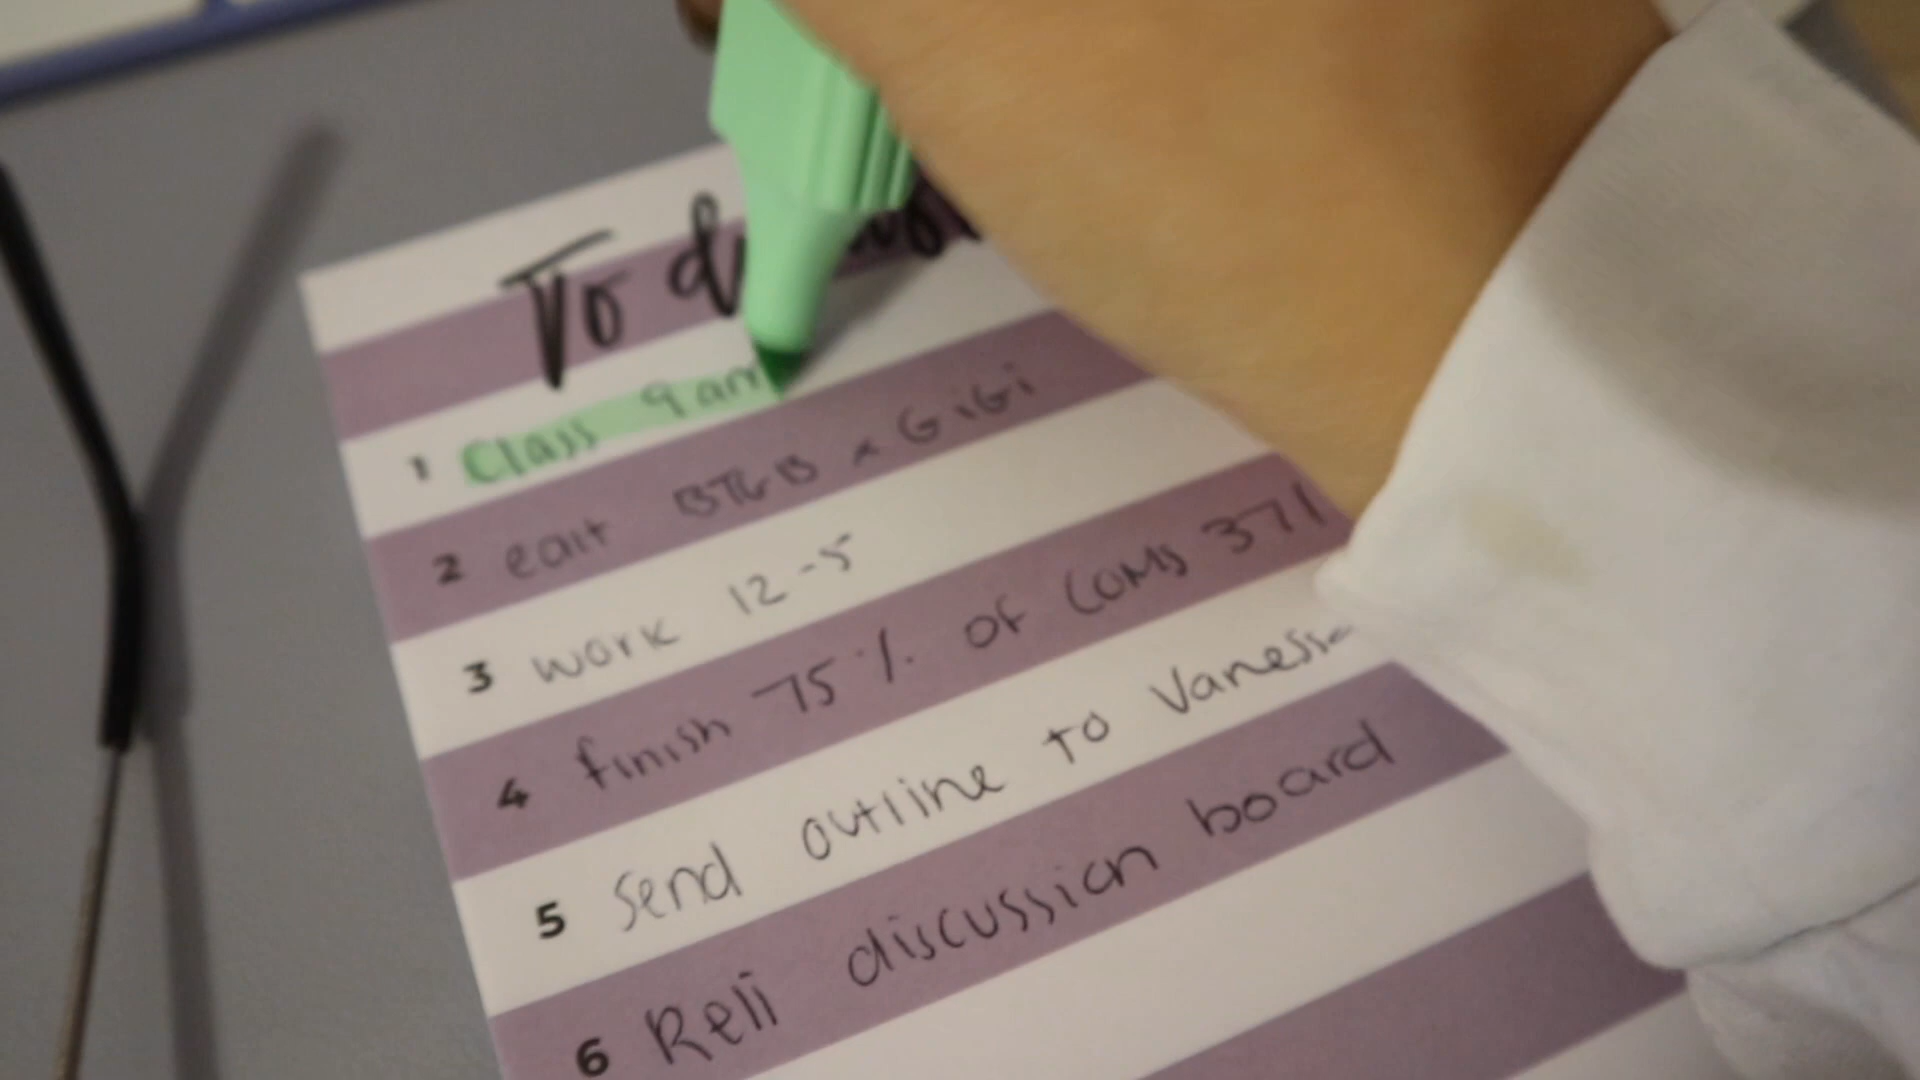 To d
1 Class 9am
2 edit BTGB x GiGi
3 work 12-5
4 finish 75% of COMS 371
5 Send outline to Vanessa
6 Reli discussion board